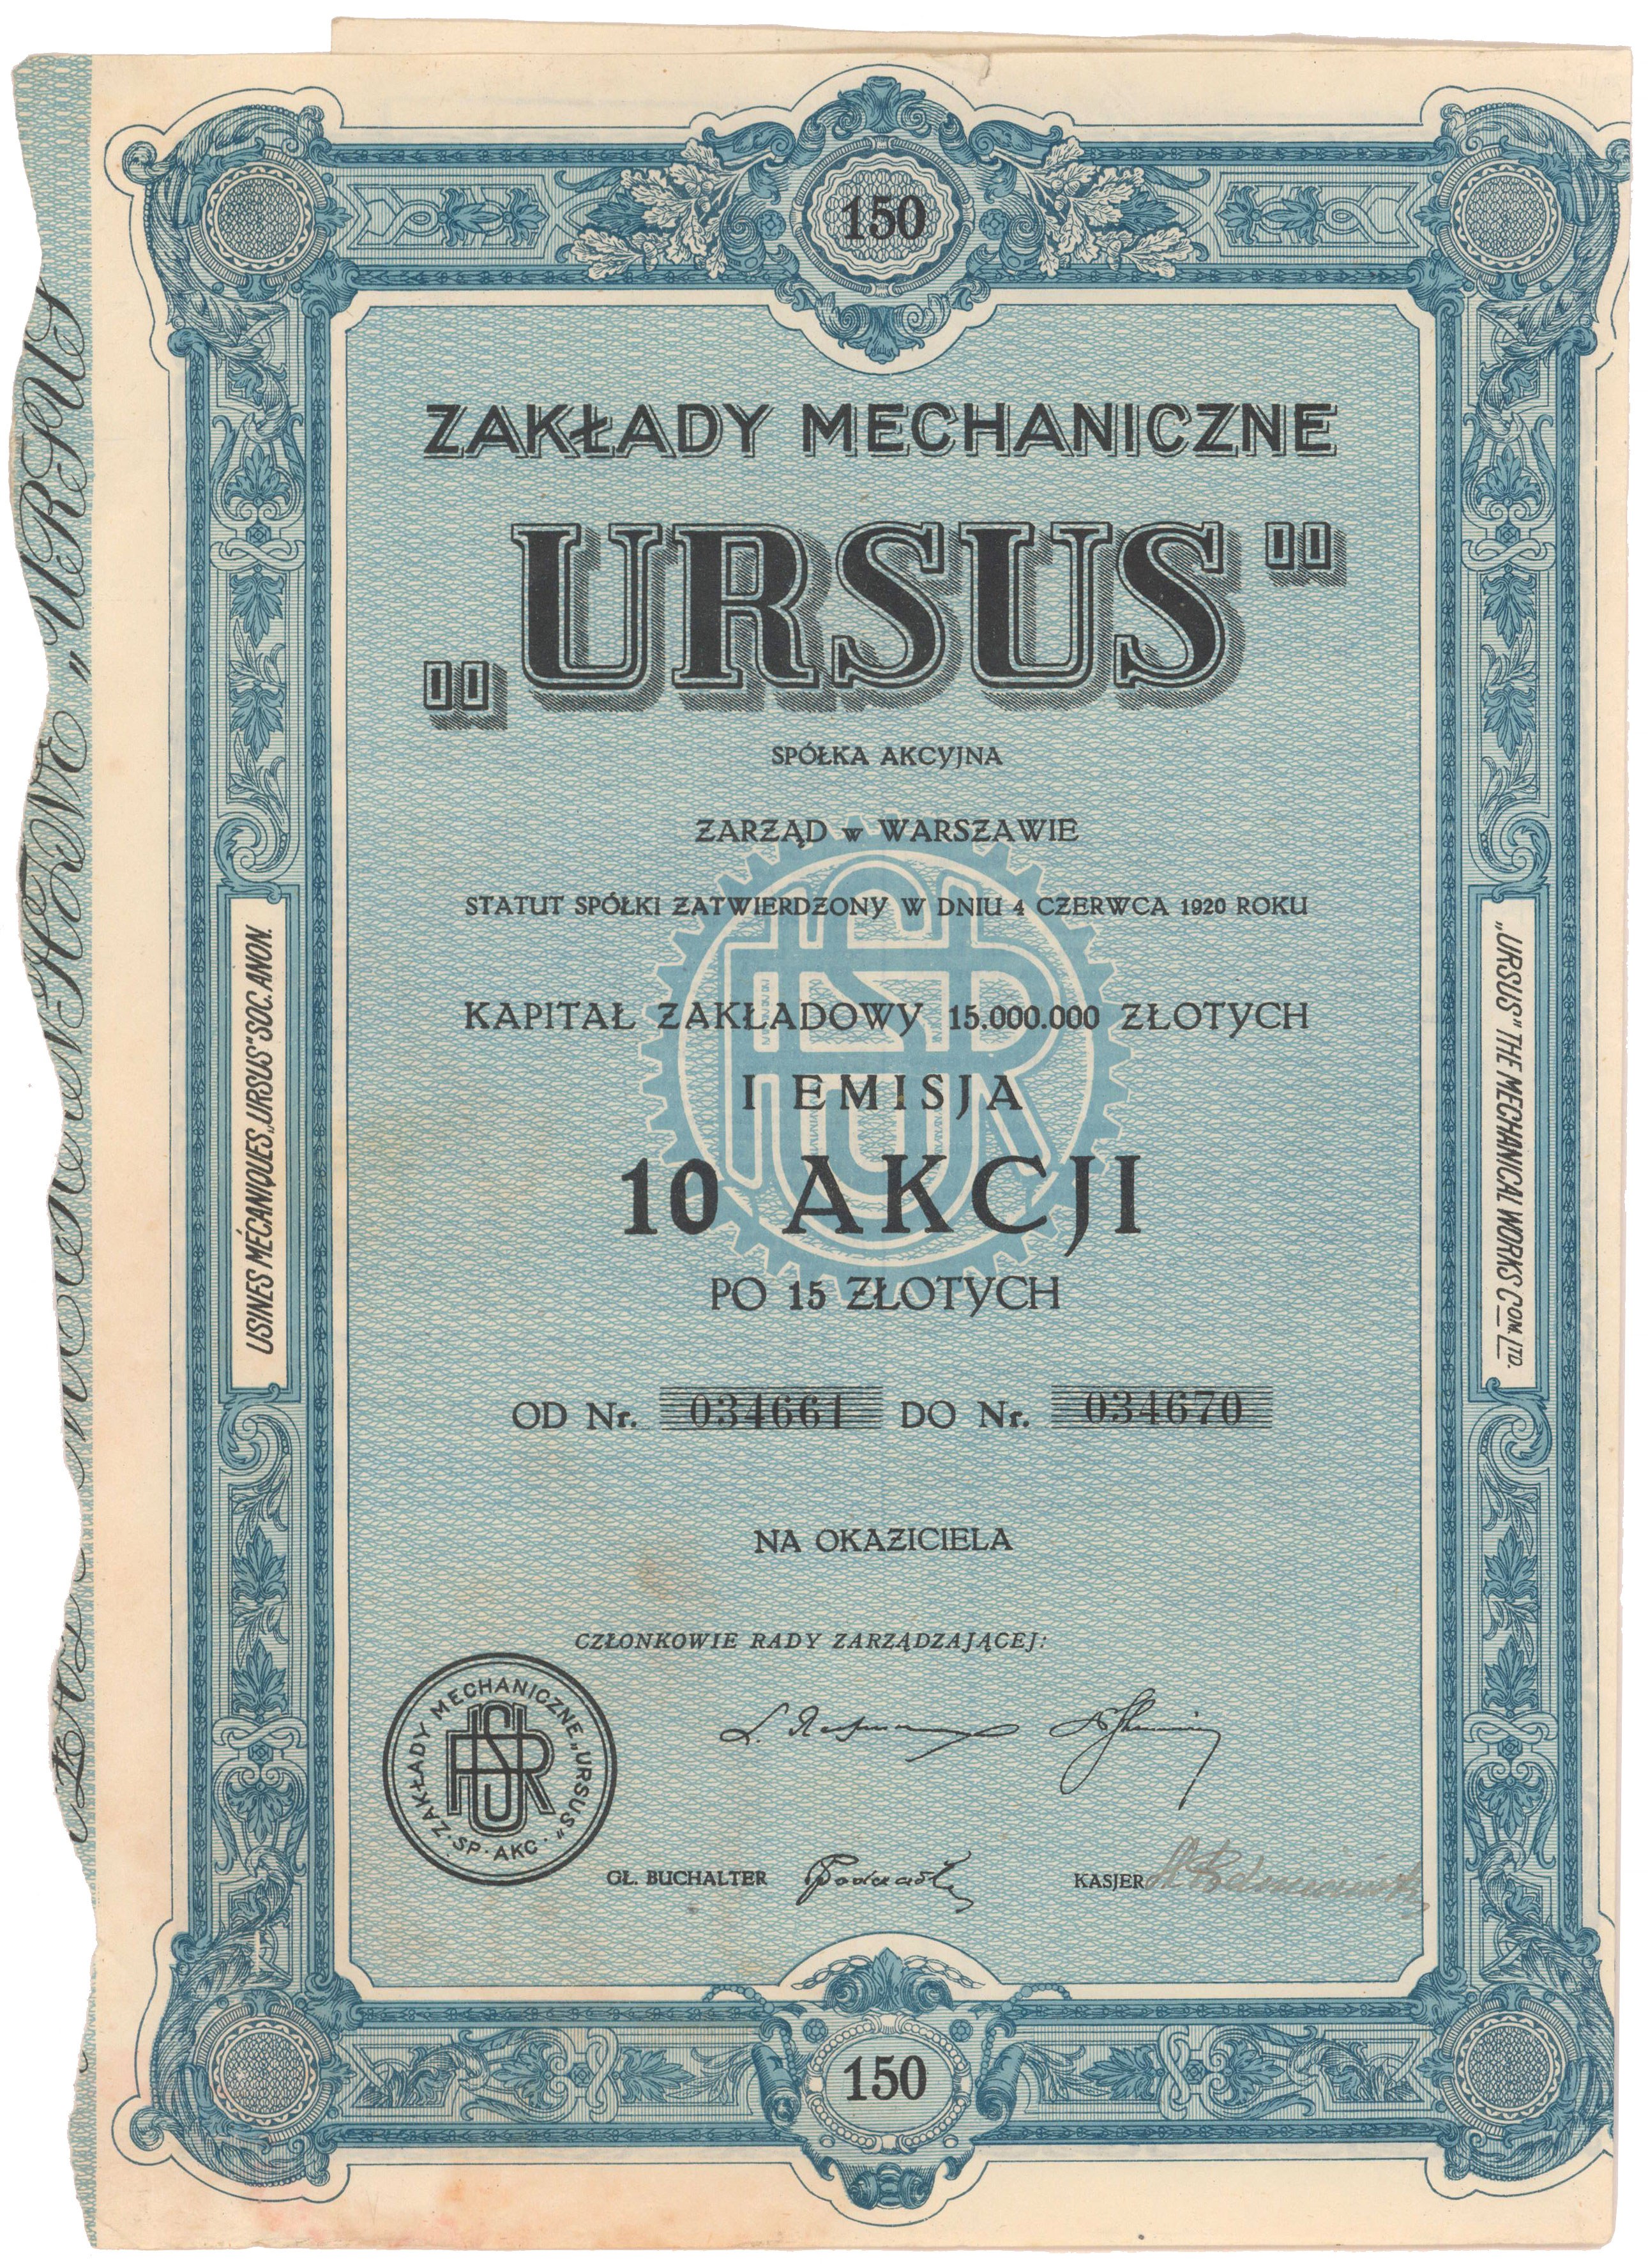 150
ZAKŁADY MECHANICZNE
„URSUS"
SPÓŁKA AKCYJNA
ZARZĄD w WARSZAWIE
STATUT SPÓŁKI ZATWIERDZONY W DNIU 4 CZERWCA 1920 ROKU
KAPITAŁ ZAKŁADOWY 15.000.000 ZŁOTYCH
I EMISJA
10 AKCJI
PO 15 ZŁOTYCH
OD Nr. 034661 DO Nr. 034670
NA OKAZICIELA
CZŁONKOWIE RADY ZARZĄDZAJĄCEJ:
ZAKŁADY MECHANICZNE „URSUS" · SP · AKC ·
GŁ. BUCHALTER
KASJER
150
USINES MÉCANIQUES „URSUS" SOC. ANON.
„URSUS" THE MECHANICAL WORKS COM. LTD.
„URSUS